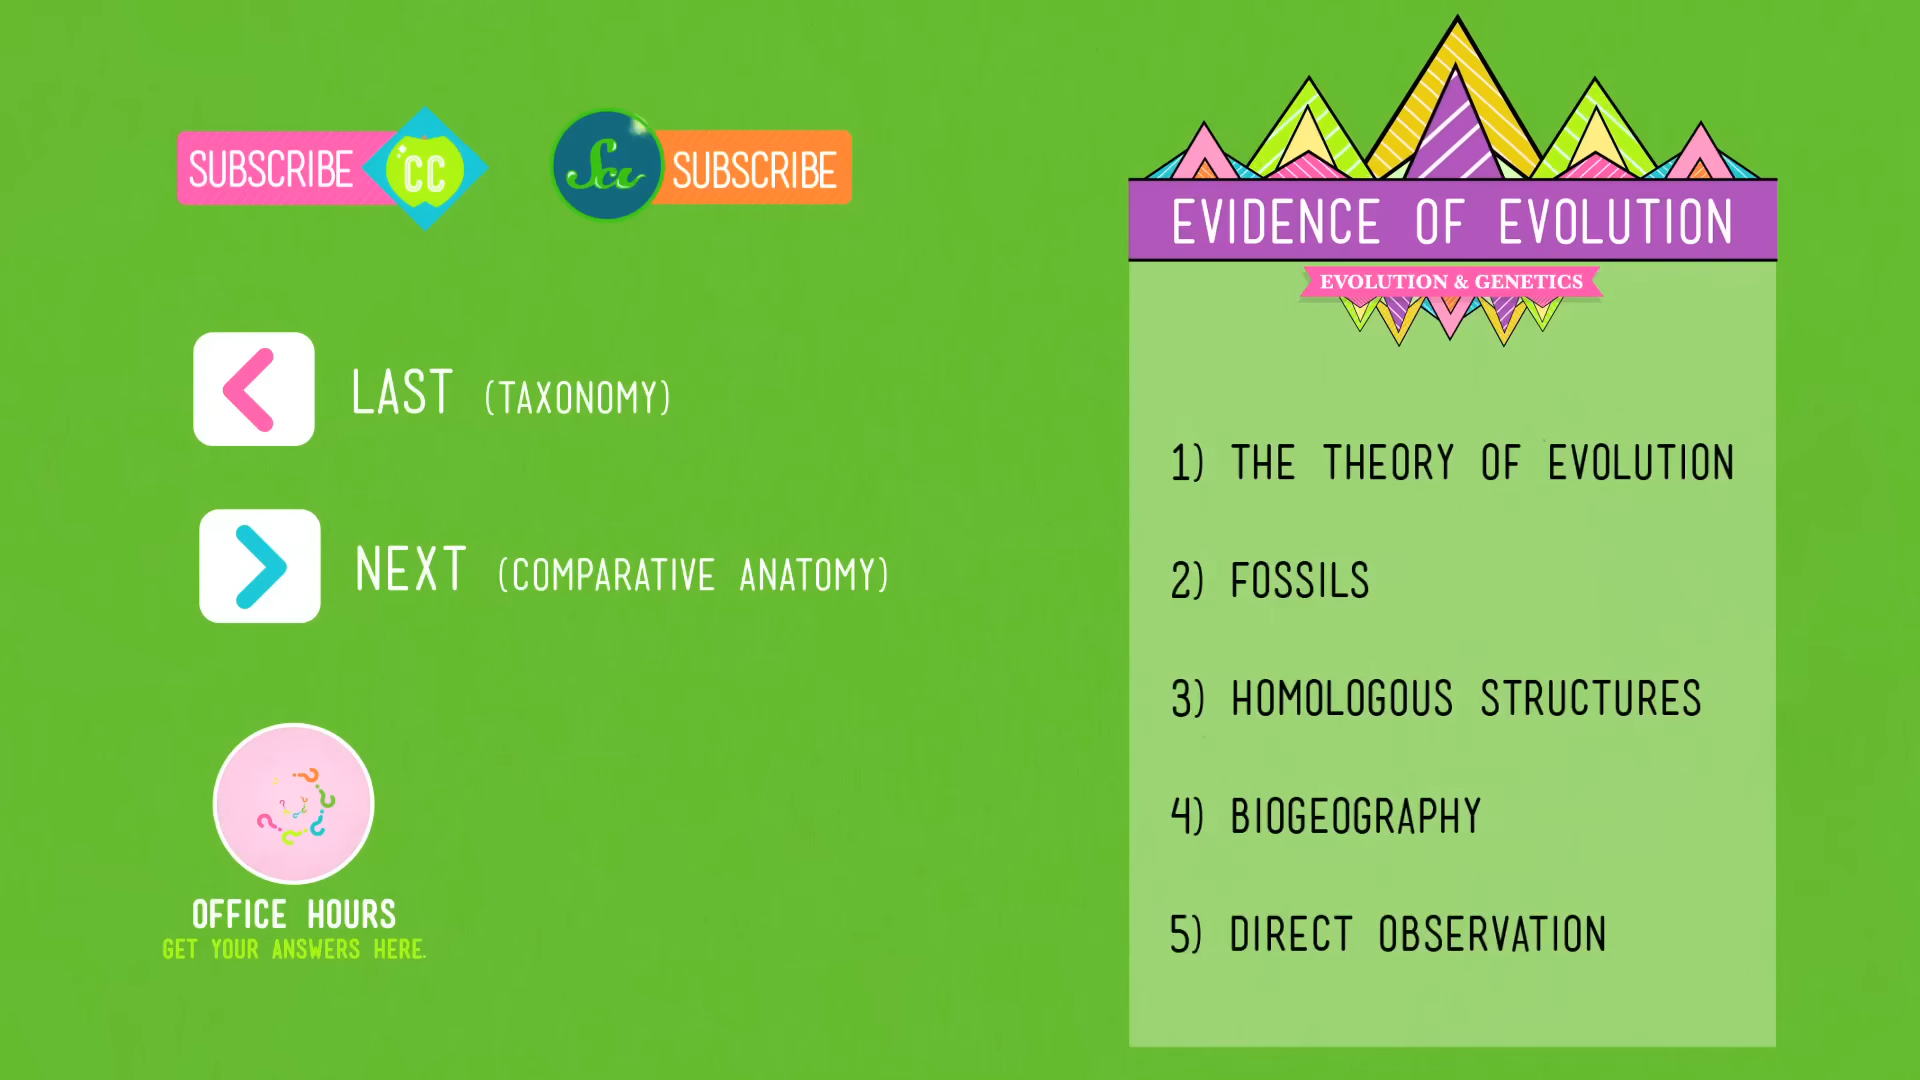 SUBSCRIBE CC
Sci SUBSCRIBE
LAST (TAXONOMY)
NEXT (COMPARATIVE ANATOMY)
OFFICE HOURS
GET YOUR ANSWERS HERE.
EVIDENCE OF EVOLUTION
EVOLUTION & GENETICS
1) THE THEORY OF EVOLUTION
2) FOSSILS
3) HOMOLOGOUS STRUCTURES
4) BIOGEOGRAPHY
5) DIRECT OBSERVATION